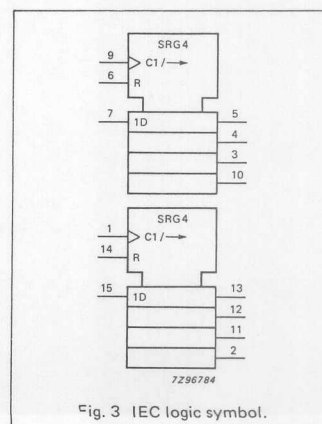 SRG4
9 C1/→
6 R
7 1D 5
4
3
10
SRG4
1 C1/→
14 R
15 1D 13
12
11
2
7Z96784
Fig. 3 IEC logic symbol.